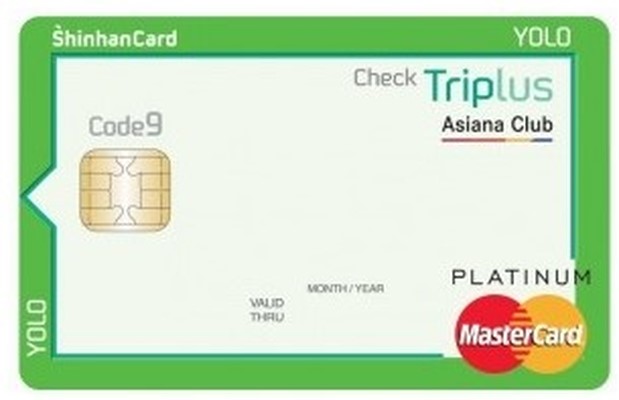 ShinhanCard
YOLO
Check Triplus
Asiana Club
Code9
MONTH / YEAR
VALID
THRU
YOLO
PLATINUM
MasterCard